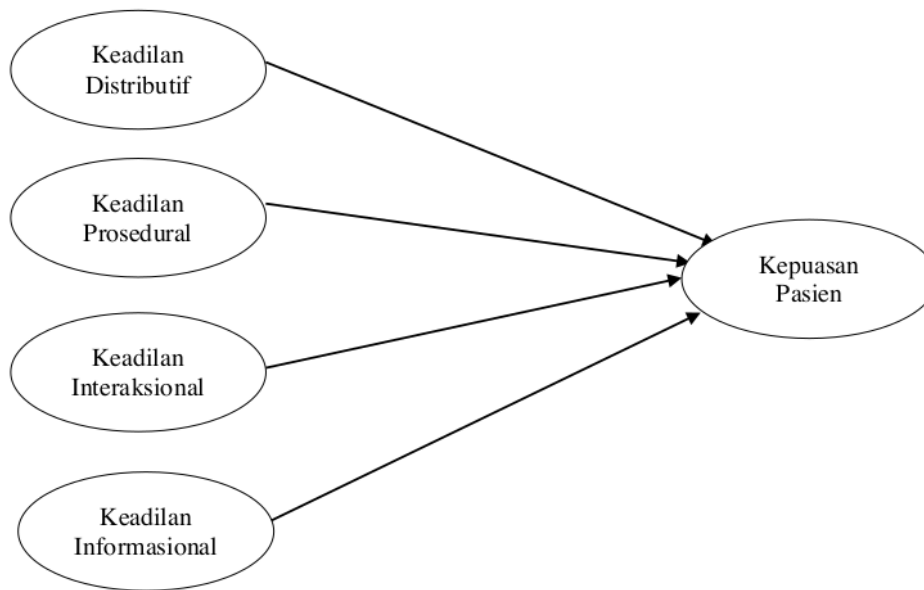 Keadilan
Distributif
Keadilan
Prosedural
Kepuasan
Pasien
Keadilan
Interaksional
Keadilan
Informasional